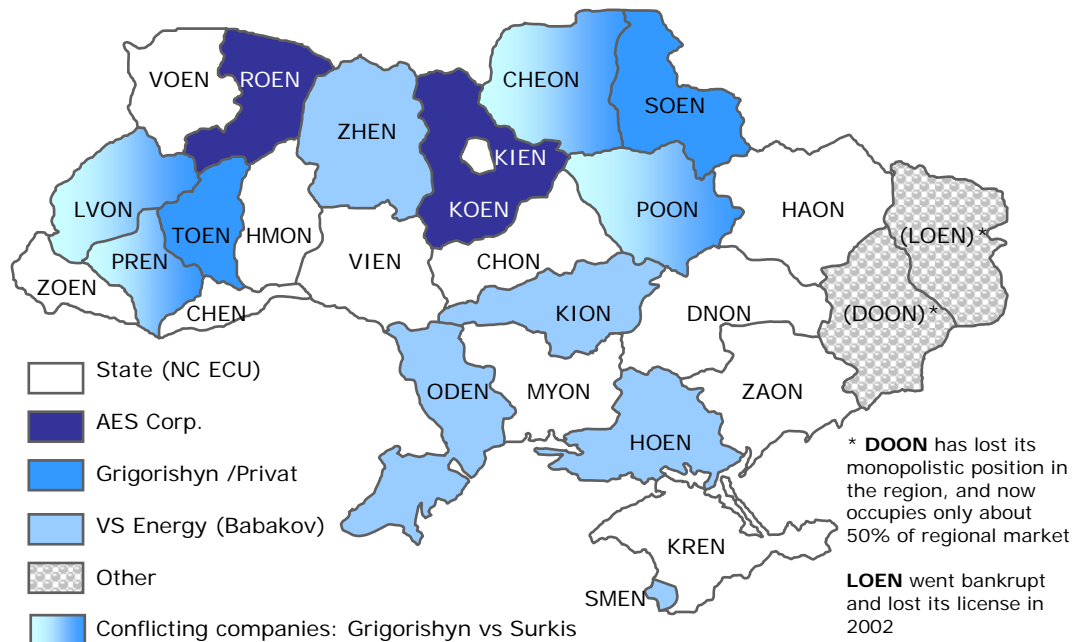 VOEN
ROEN
ZHEN
CHEON
SOEN
KIEN
LVON
TOEN
HMON
KOEN
POON
HAON
(LOEN) *
PREN
VIEN
CHON
ZOEN
CHEN
KION
DNON
(DOON) *
ODEN
MYON
ZAON
HOEN
KREN
SMEN
State (NC ECU)
AES Corp.
Grigorishyn /Privat
VS Energy (Babakov)
Other
Conflicting companies: Grigorishyn vs Surkis
* DOON has lost its
monopolistic position in
the region, and now
occupies only about
50% of regional market
LOEN went bankrupt
and lost its license in
2002